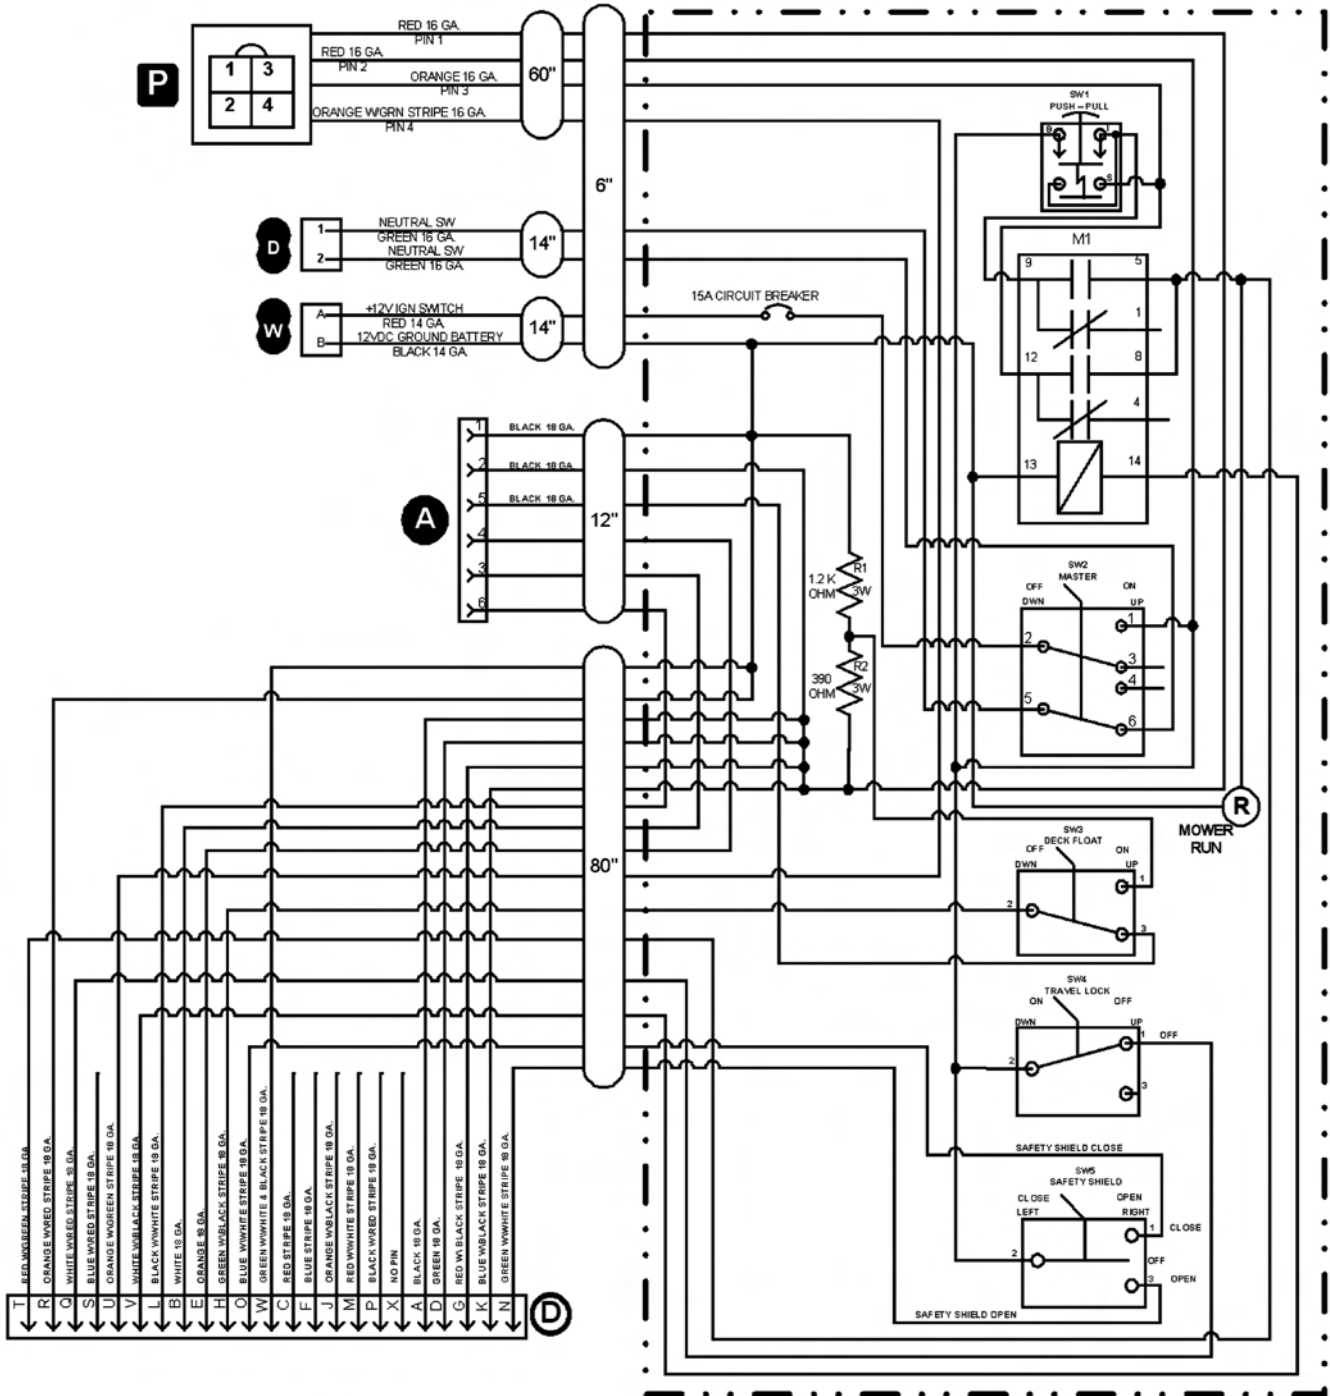 RED 16 GA.
PIN 1
RED 16 GA.
PIN 2
ORANGE 16 GA.
PIN 3
ORANGE W/GRN STRIPE 16 GA.
PIN 4
P
1 3
2 4
60"
6"
SW1
PUSH – PULL
B
I
S
D
1
2
NEUTRAL SW
GREEN 16 GA.
NEUTRAL SW
GREEN 16 GA.
14"
W
A
B
+12V IGN SWITCH
RED 14 GA.
12VDC GROUND BATTERY
BLACK 14 GA.
14"
15A CIRCUIT BREAKER
M1
9 5
1
12 8
4
13 14
A
1 BLACK 18 GA.
2 BLACK 18 GA.
5 BLACK 18 GA.
4
3
6
12"
1.2 K
OHM
R1
3W
390
OHM
R2
3W
SW2
MASTER
OFF ON
DWN UP
1
2
3
4
5
6
R
MOWER
RUN
80"
SW3
DECK FLOAT
OFF ON
DWN UP
1
2
3
SW4
TRAVEL LOCK
ON OFF
DWN UP
1 OFF
2
3
SAFETY SHIELD CLOSE
SW5
SAFETY SHIELD
CLOSE OPEN
LEFT RIGHT
1 CLOSE
2 OFF
3 OPEN
SAFETY SHIELD OPEN
RED W/GREEN STRIPE 18 GA.
ORANGE W/RED STRIPE 18 GA.
WHITE W/RED STRIPE 18 GA.
BLUE W/RED STRIPE 18 GA.
ORANGE W/GREEN STRIPE 18 GA.
WHITE W/BLACK STRIPE 18 GA.
BLACK W/WHITE STRIPE 18 GA.
WHITE 18 GA.
ORANGE 18 GA.
GREEN W/BLACK STRIPE 18 GA.
BLUE W/WHITE STRIPE 18 GA.
GREEN W/WHITE & BLACK STRIPE 18 GA.
RED STRIPE 18 GA.
BLUE STRIPE 18 GA.
ORANGE W/BLACK STRIPE 18 GA.
RED W/WHITE STRIPE 18 GA.
BLACK W/RED STRIPE 18 GA.
NO PIN
BLACK 18 GA.
GREEN 18 GA.
RED W\ BLACK STRIPE 18 GA.
BLUE W\BLACK STRIPE 18 GA.
GREEN W/WHITE STRIPE 18 GA.
T R Q S U V L B E H O W C F J M P X A D G K N
D